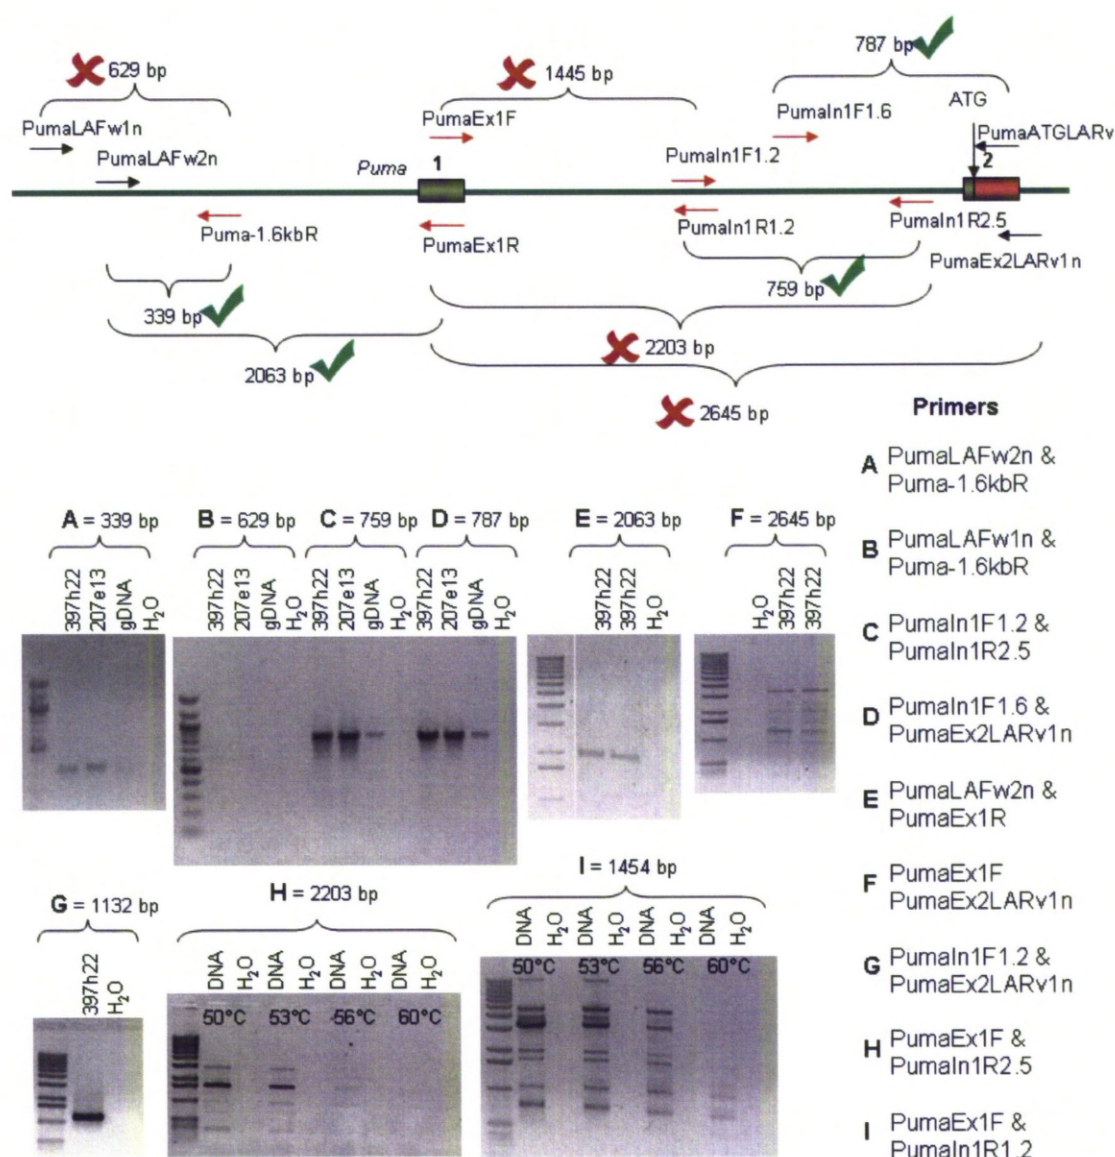 629 bp
1445 bp
787 bp
PumaLAFw1n
PumaLAFw2n
PumaEx1F
PumaIn1F1.6
ATG
PumaATGLARv
PumaIn1F1.2
Puma
1
2
Puma-1.6kbR
PumaEx1R
PumaIn1R1.2
PumaIn1R2.5
PumaEx2LARv1n
339 bp
759 bp
2063 bp
2203 bp
2645 bp
Primers
A PumaLAFw2n &
Puma-1.6kbR
B PumaLAFw1n &
Puma-1.6kbR
C PumaIn1F1.2 &
PumaIn1R2.5
D PumaIn1F1.6 &
PumaEx2LARv1n
E PumaLAFw2n &
PumaEx1R
F PumaEx1F
PumaEx2LARv1n
G PumaIn1F1.2 &
PumaEx2LARv1n
H PumaEx1F &
PumaIn1R2.5
I PumaEx1F &
PumaIn1R1.2
A = 339 bp
397h22
207e13
gDNA
H2O
B = 629 bp
397h22
207e13
gDNA
H2O
C = 759 bp
397h22
207e13
gDNA
H2O
D = 787 bp
397h22
207e13
gDNA
H2O
E = 2063 bp
397h22
397h22
H2O
F = 2645 bp
H2O
397h22
397h22
G = 1132 bp
397h22
H2O
H = 2203 bp
DNA
H2O
DNA
H2O
DNA
H2O
DNA
H2O
50°C
53°C
56°C
60°C
I = 1454 bp
DNA
H2O
DNA
H2O
DNA
H2O
DNA
H2O
50°C
53°C
56°C
60°C